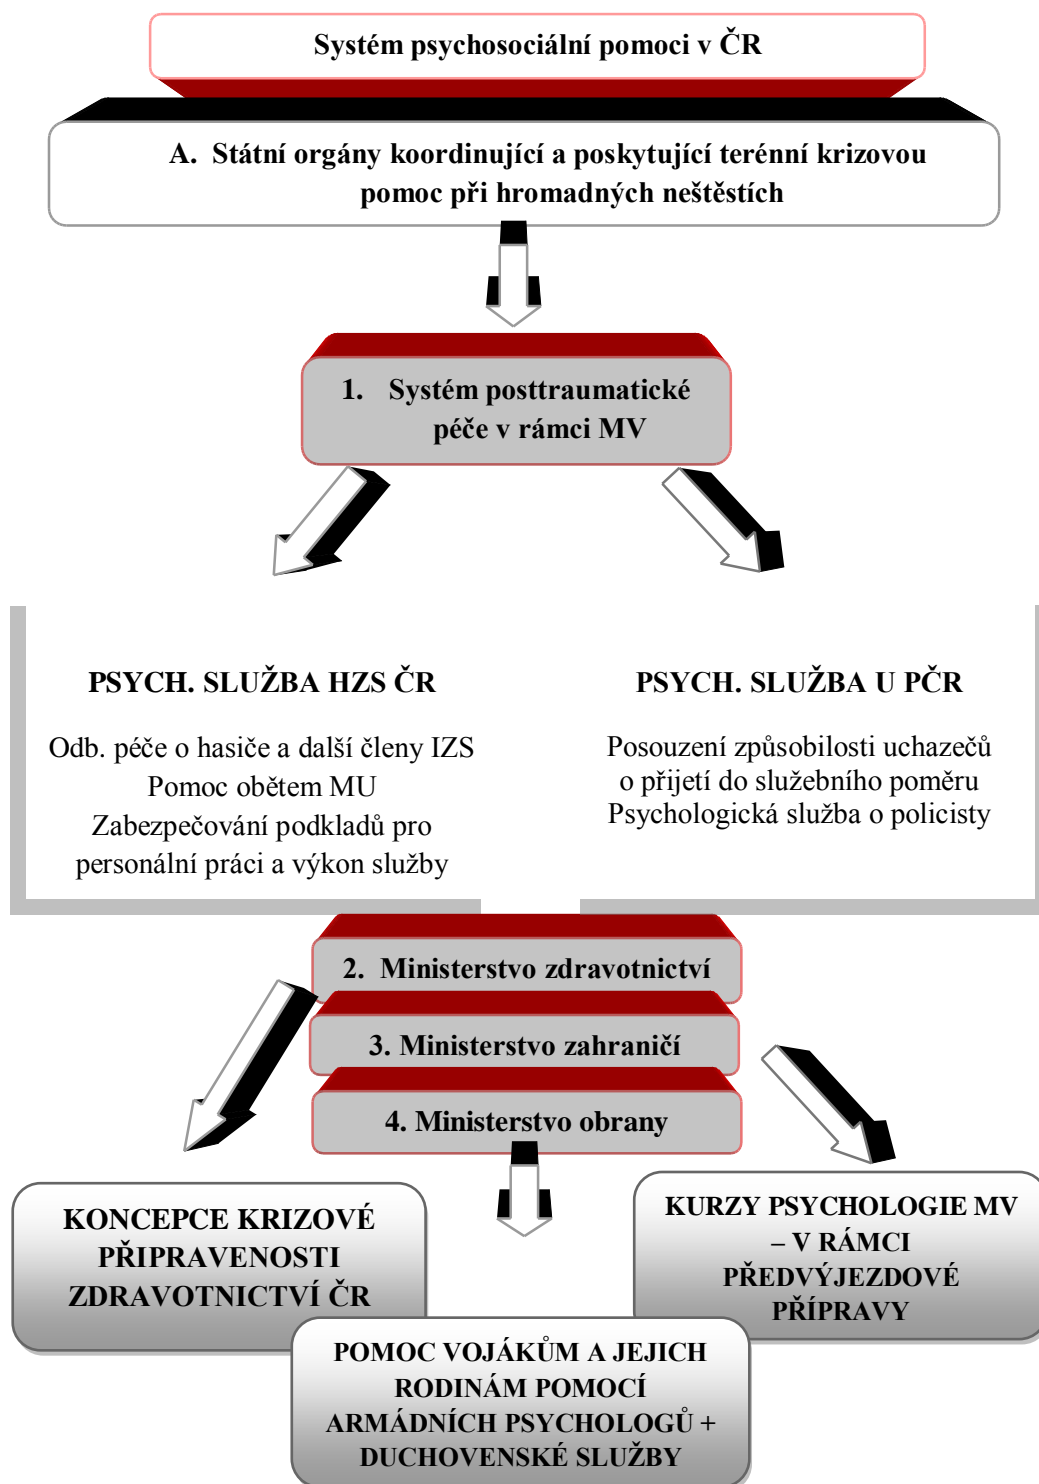 Systém psychosociální pomoci v ČR
A. Státní orgány koordinující a poskytující terénní krizovou
pomoc při hromadných neštěstích
1. Systém posttraumatické
péče v rámci MV
PSYCH. SLUŽBA HZS ČR
Odb. péče o hasiče a další členy IZS
Pomoc obětem MU
Zabezpečování podkladů pro
personální práci a výkon služby
PSYCH. SLUŽBA U PČR
Posouzení způsobilosti uchazečů
o přijetí do služebního poměru
Psychologická služba o policisty
2. Ministerstvo zdravotnictví
3. Ministerstvo zahraničí
4. Ministerstvo obrany
KONCEPCE KRIZOVÉ
PŘIPRAVENOSTI
ZDRAVOTNICTVÍ ČR
KURZY PSYCHOLOGIE MV
– V RÁMCI
PŘEDVÝJEZDOVÉ
PŘÍPRAVY
POMOC VOJÁKŮM A JEJICH
RODINÁM POMOCÍ
ARMÁDNÍCH PSYCHOLOGŮ +
DUCHOVENSKÉ SLUŽBY